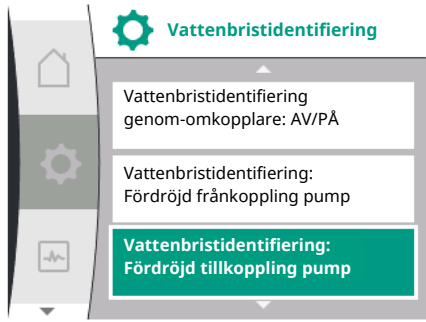 Vattenbristidentifiering
Vattenbristidentifiering
genom-omkopplare: AV/PÅ
Vattenbristidentifiering:
Fördröjd frånkoppling pump
Vattenbristidentifiering:
Fördröjd tillkoppling pump